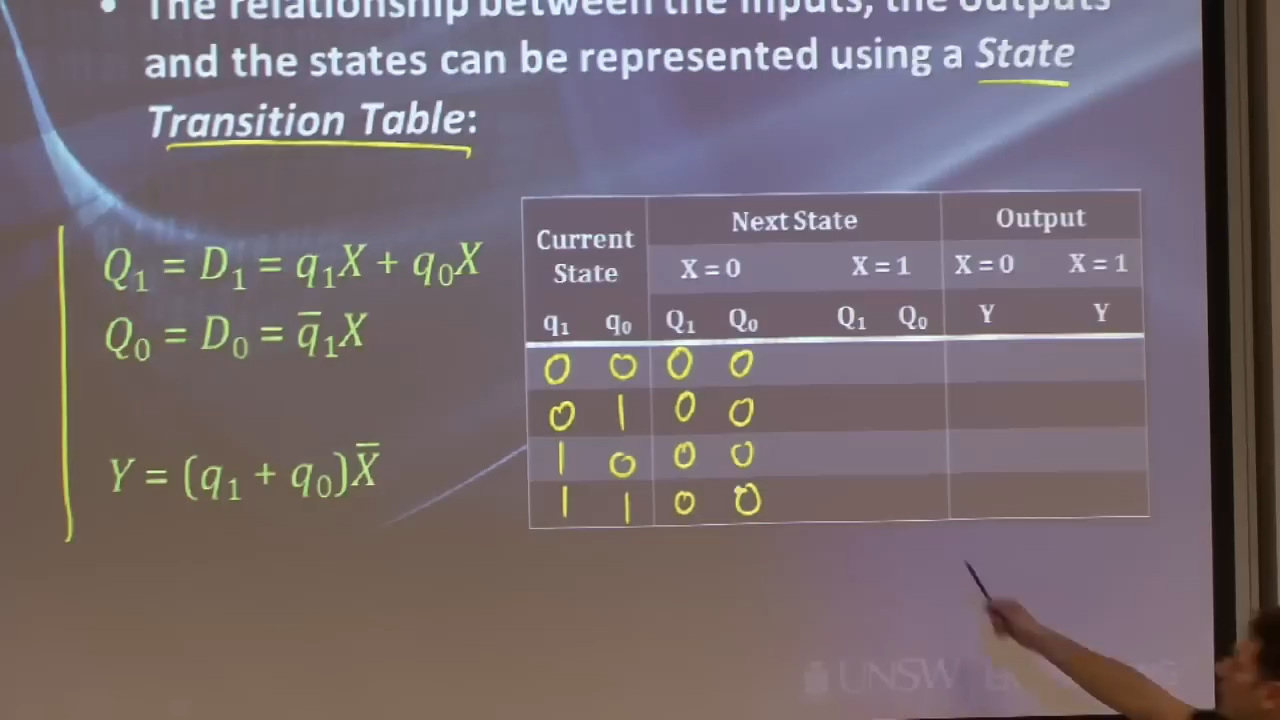 • The relationship between the inputs, the outputs
and the states can be represented using a State
Transition Table:
Q₁ = D₁ = q₁X + q₀X
Q₀ = D₀ = q̅₁X
Y = (q₁ + q₀)X̅
Current State Next State Output
X = 0 X = 1 X = 0 X = 1
q₁ q₀ Q₁ Q₀ Q₁ Q₀ Y Y
0 0 0 0
0 1 0 0
1 0 0 0
1 1 0 0
UNSW